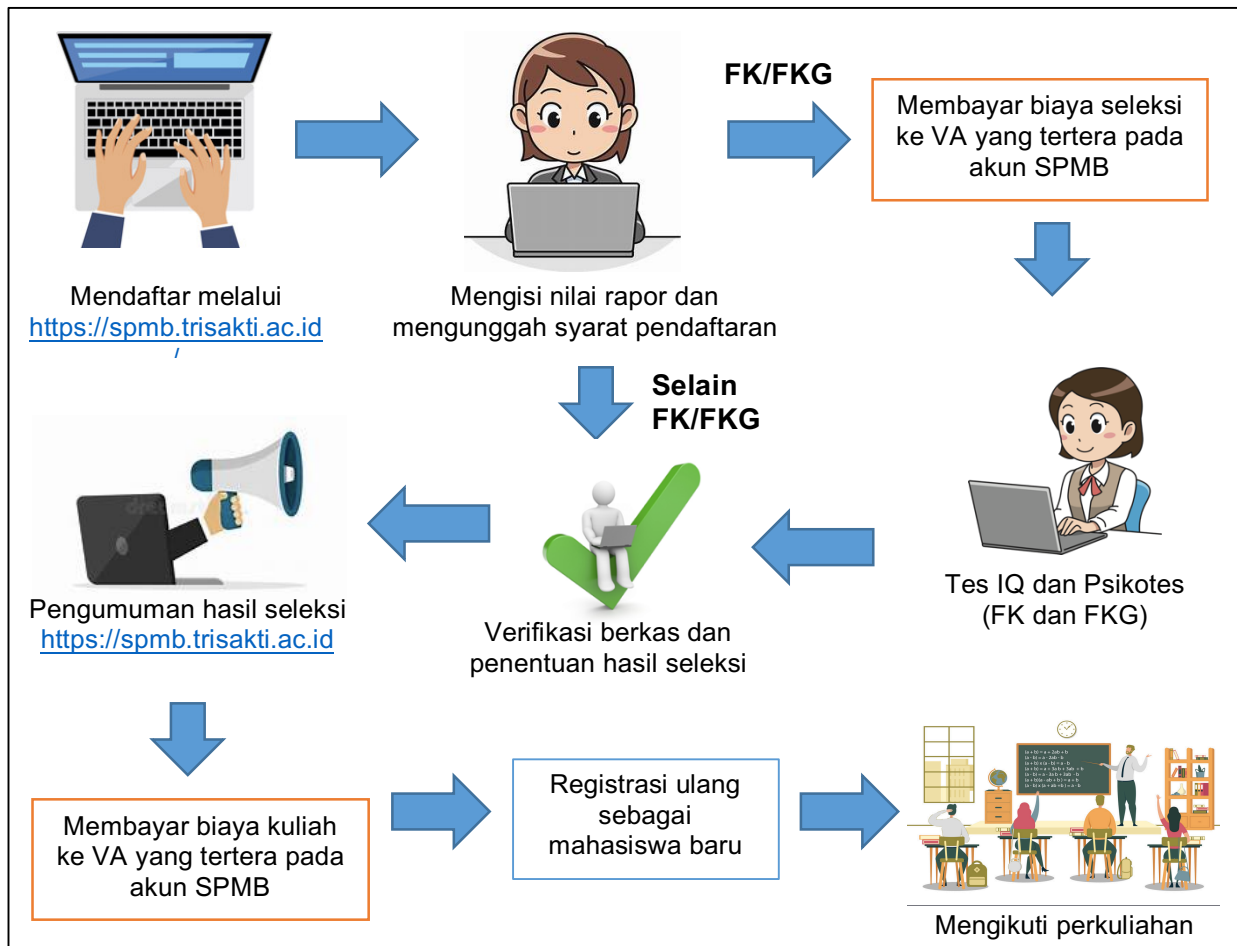 FK/FKG
Membayar biaya seleksi
ke VA yang tertera pada
akun SPMB
Mendaftar melalui
https://spmb.trisakti.ac.id
/
Mengisi nilai rapor dan
mengunggah syarat pendaftaran
Selain
FK/FKG
Tes IQ dan Psikotes
(FK dan FKG)
Verifikasi berkas dan
penentuan hasil seleksi
Pengumuman hasil seleksi
https://spmb.trisakti.ac.id
Membayar biaya kuliah
ke VA yang tertera pada
akun SPMB
Registrasi ulang
sebagai
mahasiswa baru
Mengikuti perkuliahan